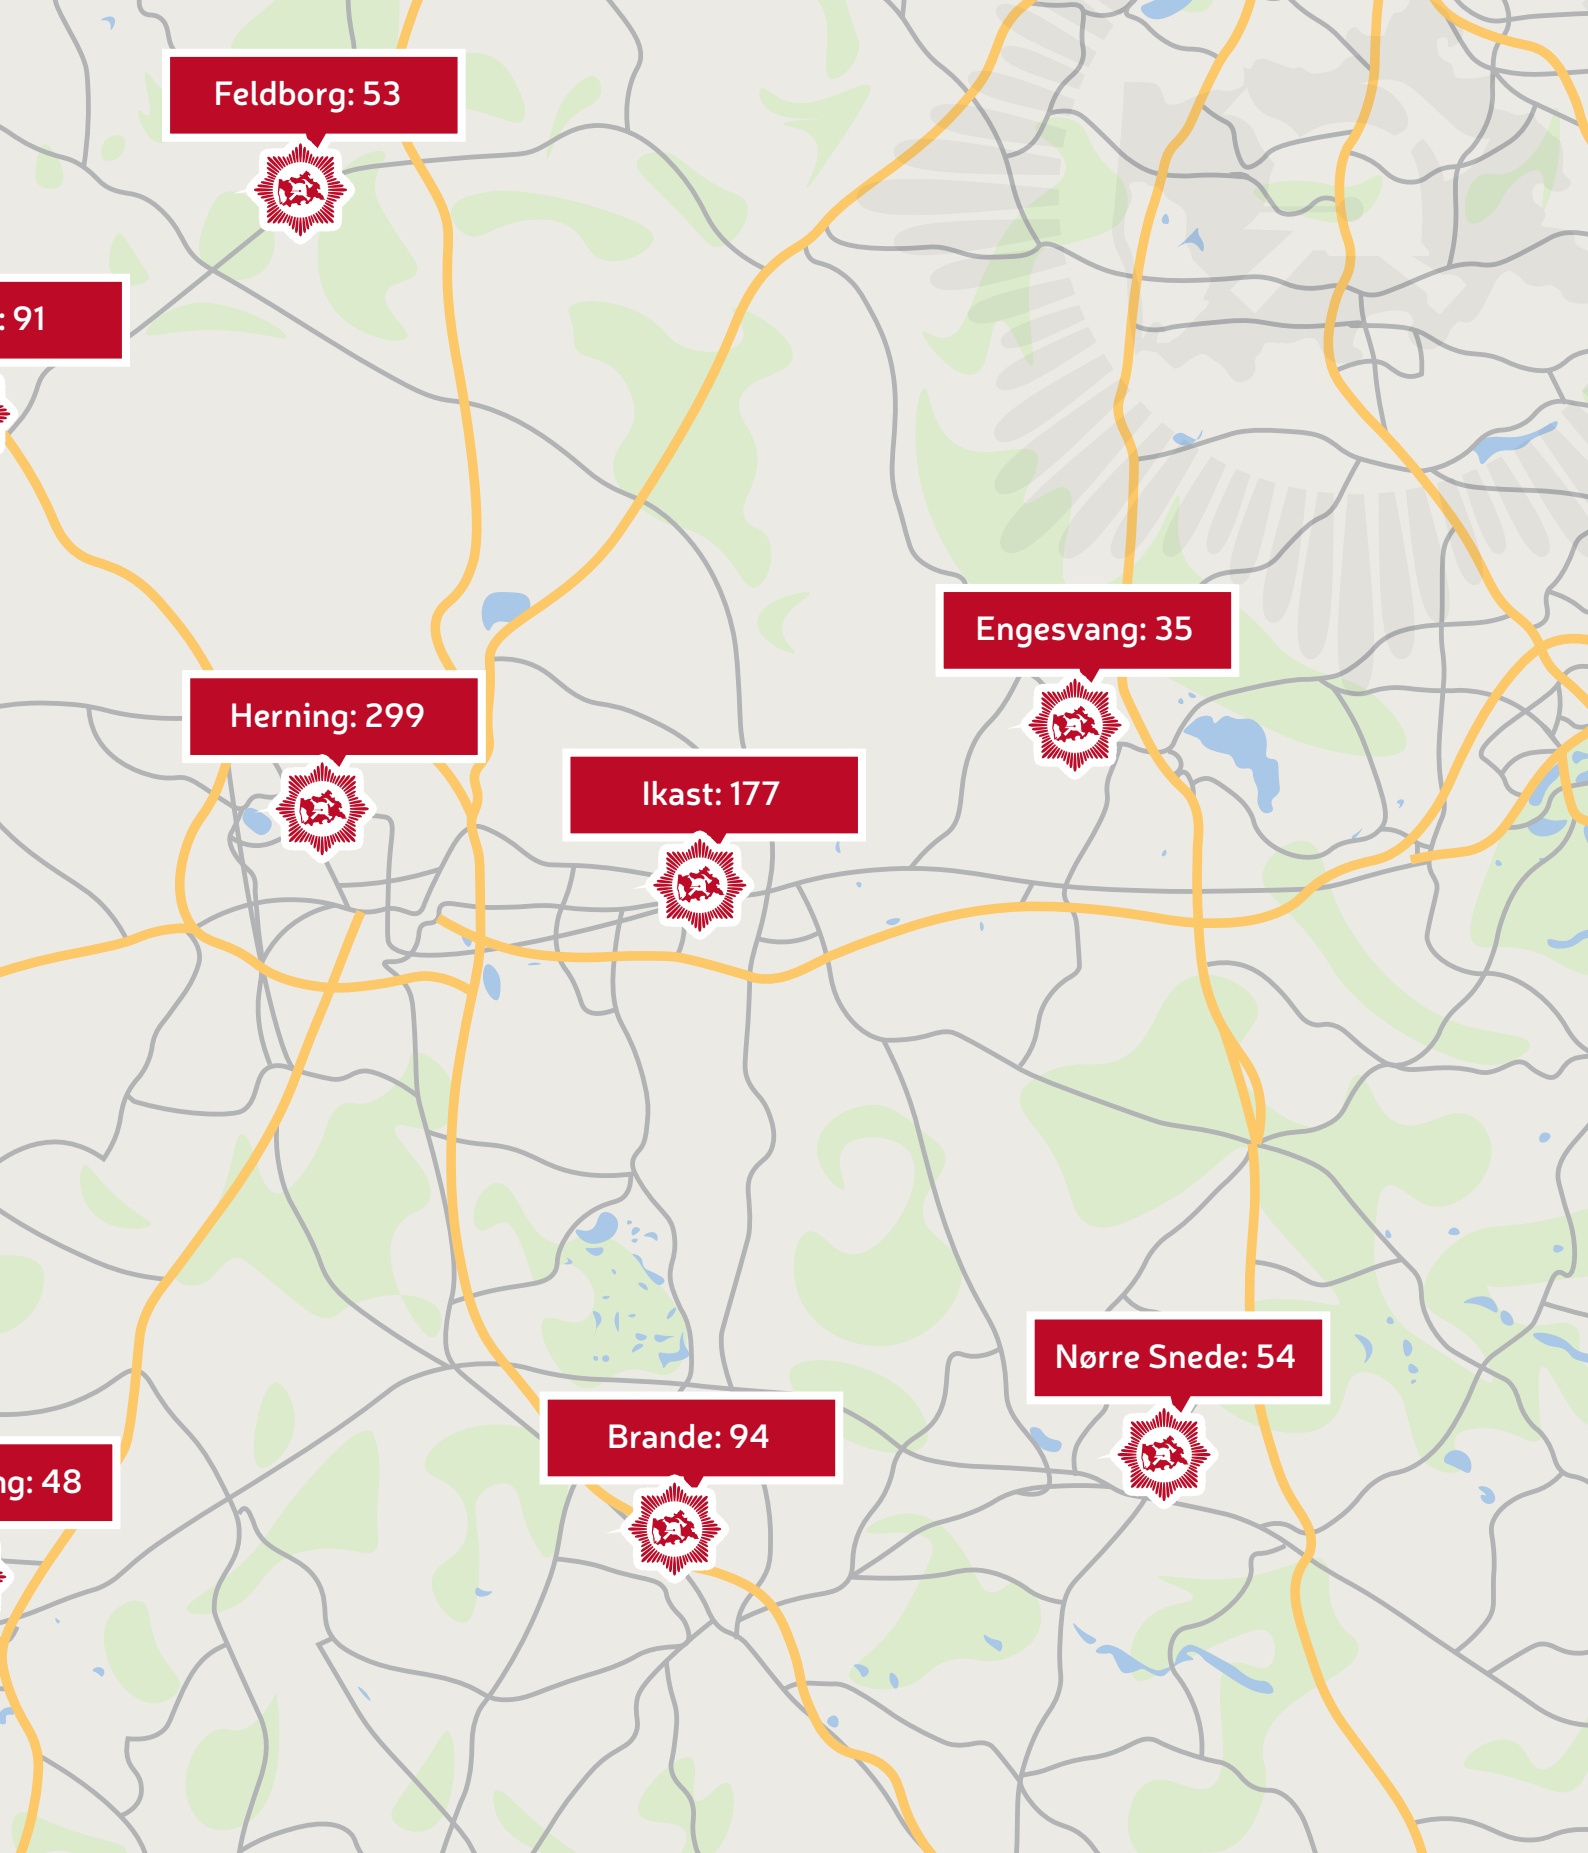 Feldborg: 53
: 91
Engesvang: 35
Herning: 299
Ikast: 177
Nørre Snede: 54
Brande: 94
ng: 48